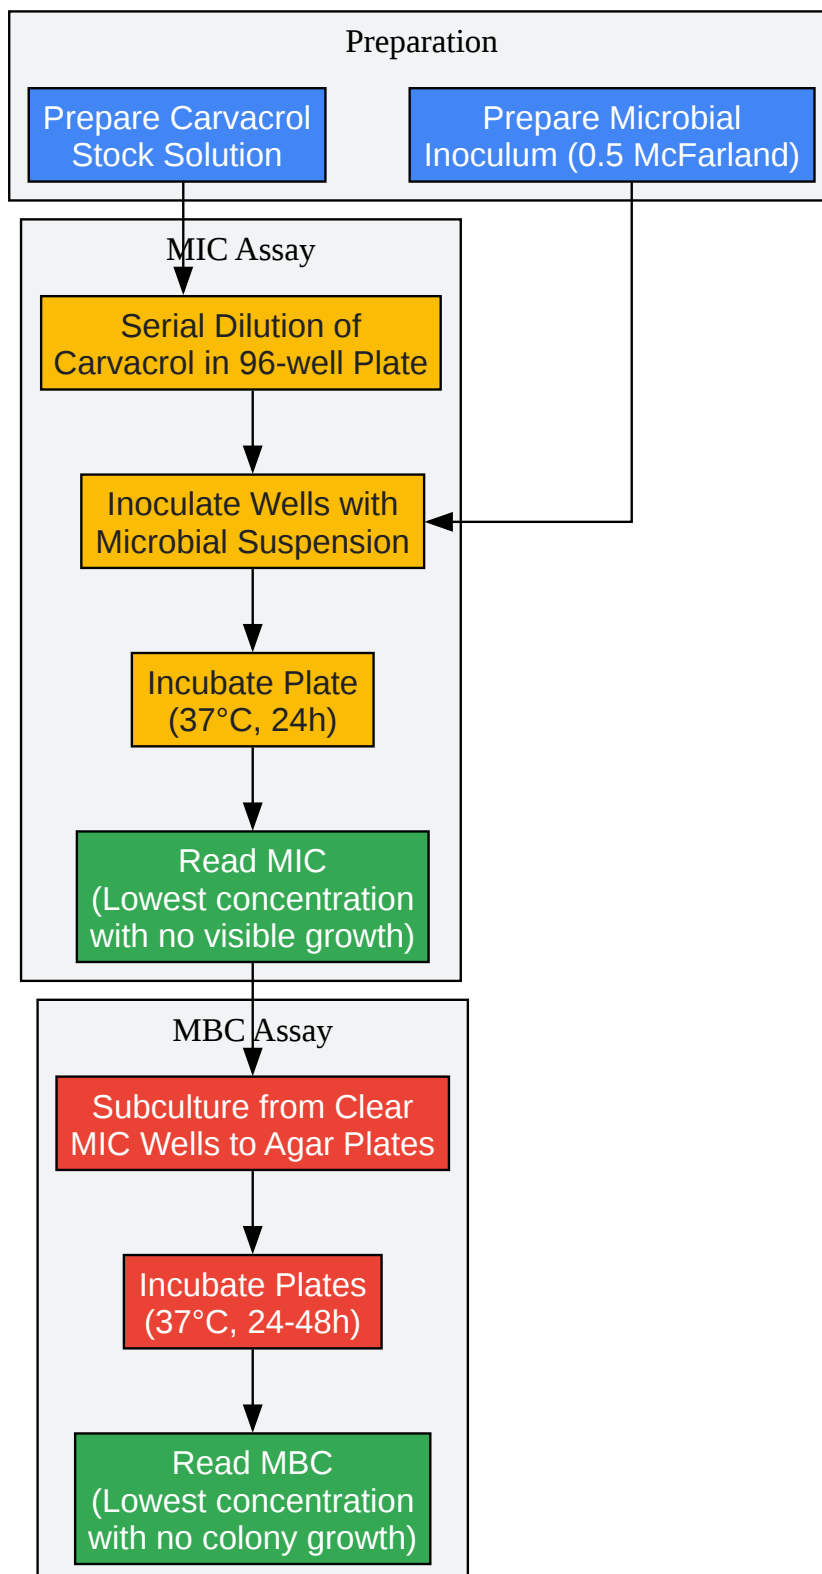 Preparation
Prepare Carvacrol
Stock Solution
Prepare Microbial
Inoculum (0.5 McFarland)
MIC Assay
Serial Dilution of
Carvacrol in 96-well Plate
Inoculate Wells with
Microbial Suspension
Incubate Plate
(37°C, 24h)
Read MIC
(Lowest concentration
with no visible growth)
MBC Assay
Subculture from Clear
MIC Wells to Agar Plates
Incubate Plates
(37°C, 24-48h)
Read MBC
(Lowest concentration
with no colony growth)